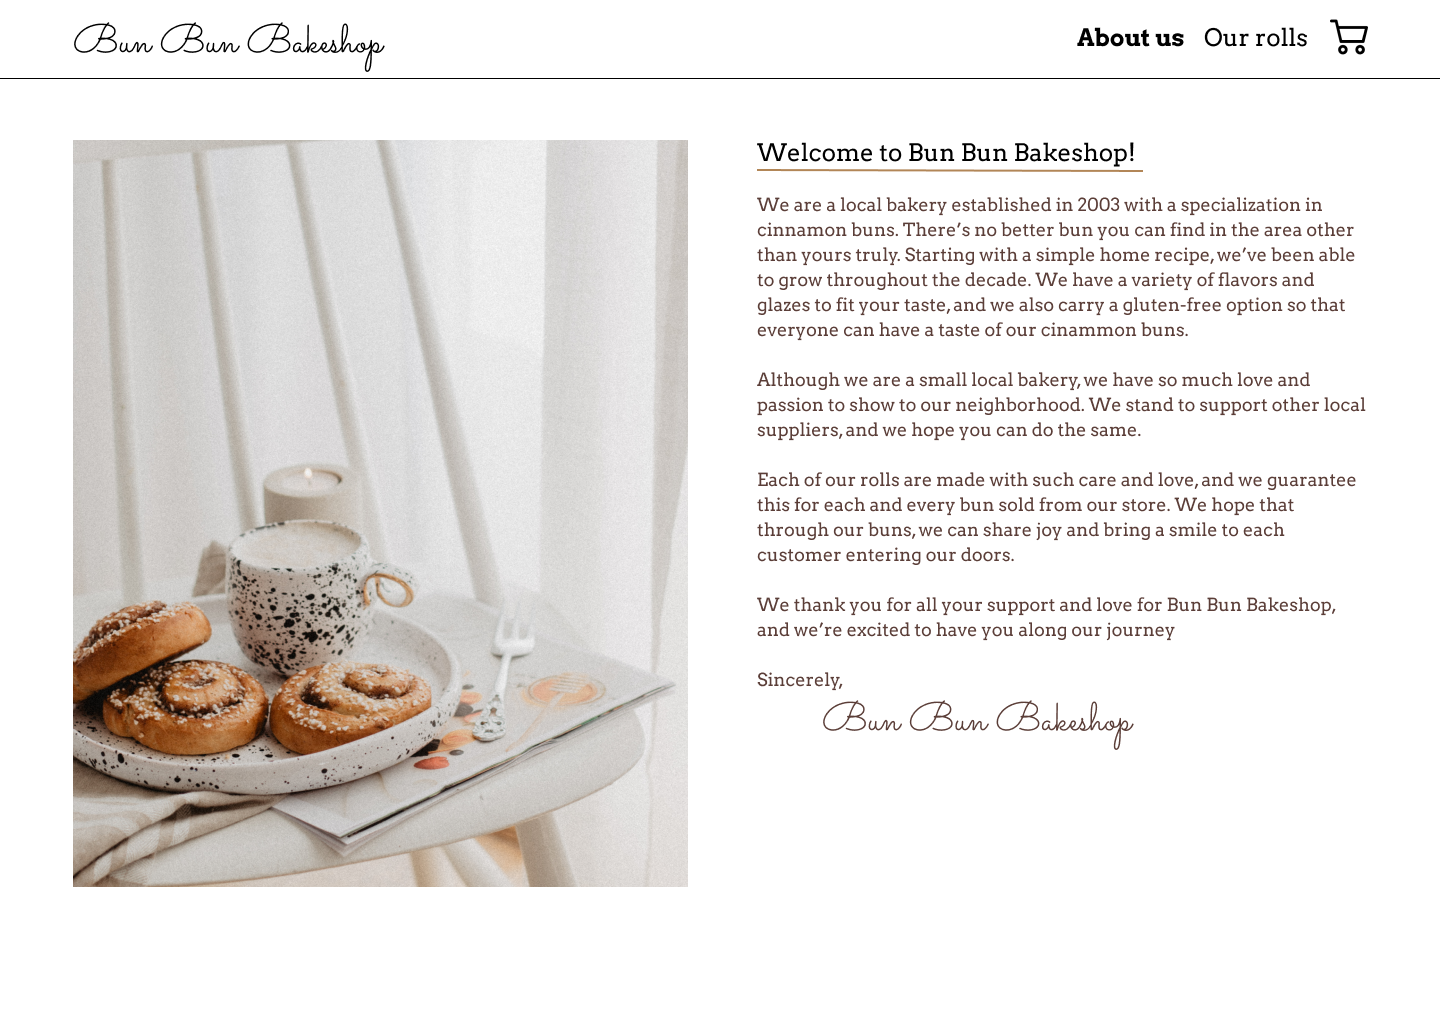 Bun Bun Bakeshop
About us
Our rolls
Welcome to Bun Bun Bakeshop!
We are a local bakery established in 2003 with a specialization in
cinnamon buns. There’s no better bun you can find in the area other
than yours truly. Starting with a simple home recipe, we’ve been able
to grow throughout the decade. We have a variety of flavors and
glazes to fit your taste, and we also carry a gluten-free option so that
everyone can have a taste of our cinammon buns.
Although we are a small local bakery, we have so much love and
passion to show to our neighborhood. We stand to support other local
suppliers, and we hope you can do the same.
Each of our rolls are made with such care and love, and we guarantee
this for each and every bun sold from our store. We hope that
through our buns, we can share joy and bring a smile to each
customer entering our doors.
We thank you for all your support and love for Bun Bun Bakeshop,
and we’re excited to have you along our journey
Sincerely,
Bun Bun Bakeshop